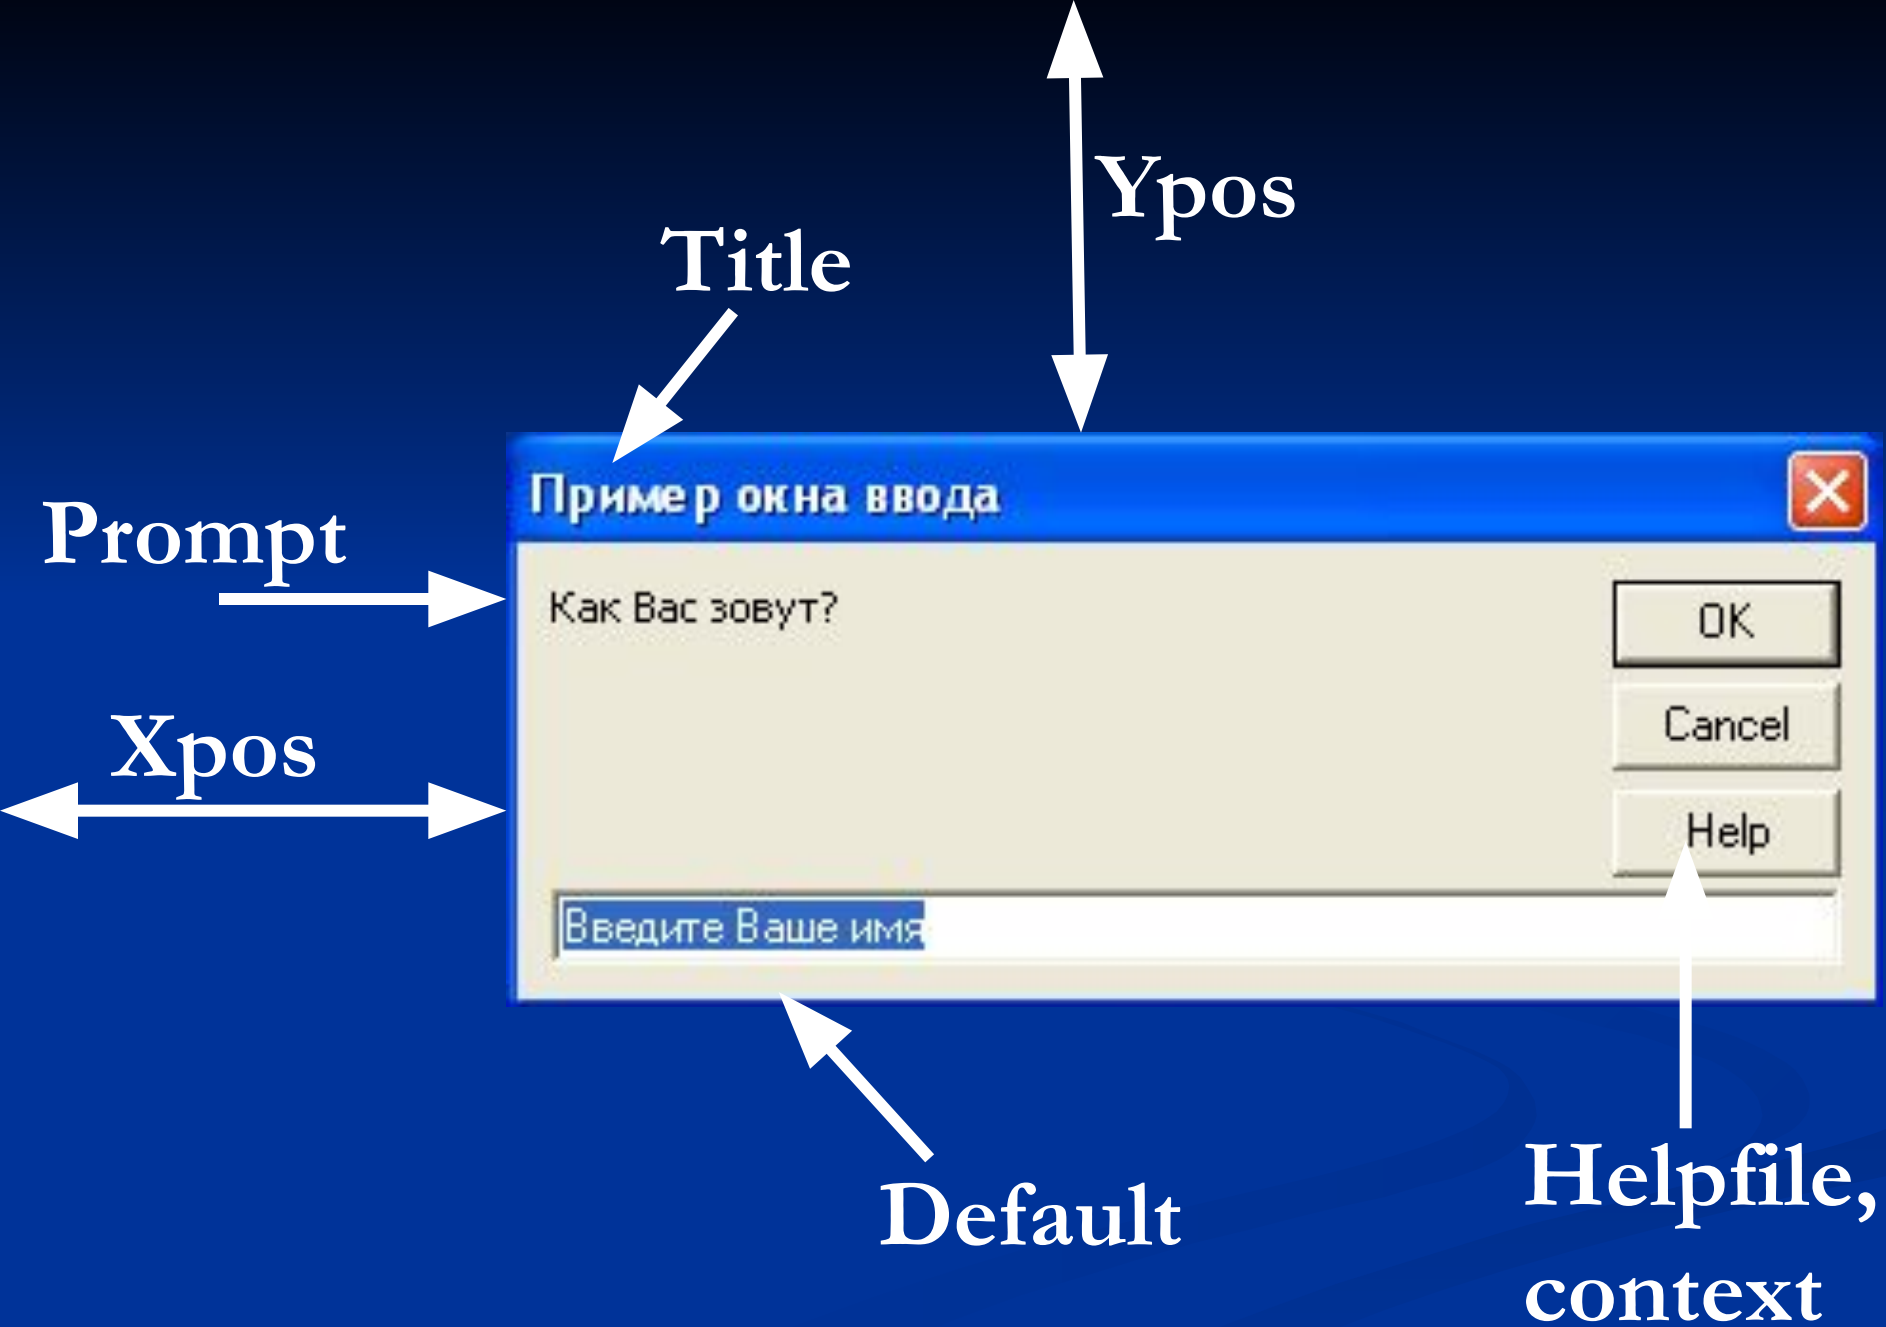 Ypos
Title
Пример окна ввода
Prompt
Как Вас зовут?
OK
Xpos
Cancel
Help
Введите Ваше имя
Default
Helpfile,
context